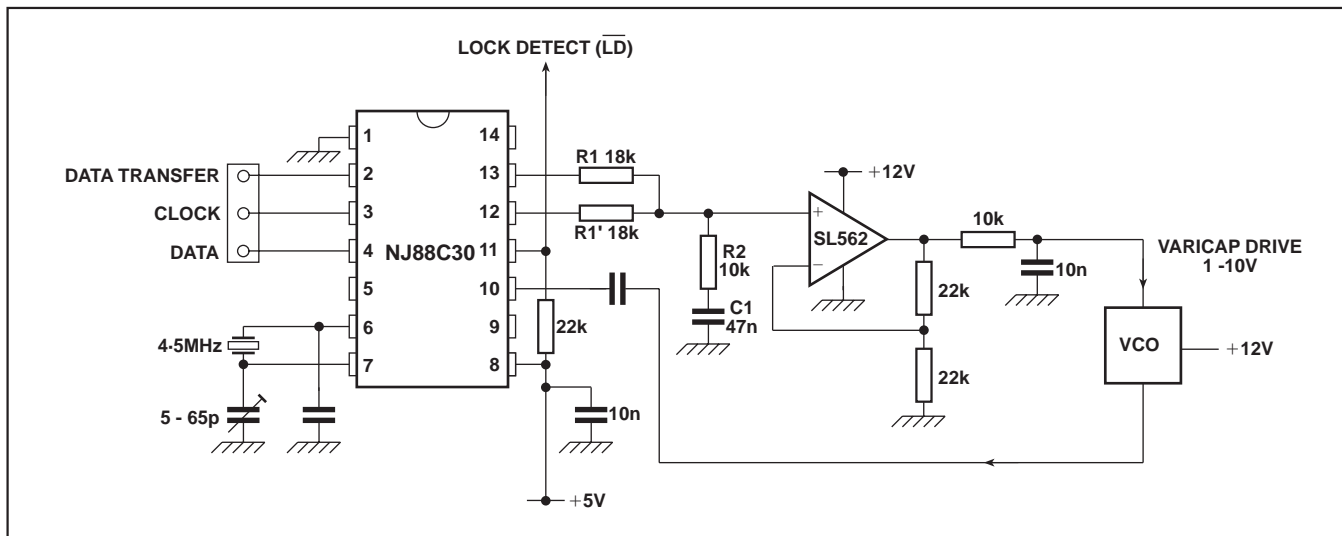 LOCK DETECT (LD)
1
14
DATA TRANSFER
2
13
R1 18k
+12V
CLOCK
3
12
R1' 18k
+
SL562
10k
VARICAP DRIVE
1 -10V
DATA
4
NJ88C30
11
R2
10k
−
10n
5
10
22k
C1
47n
22k
6
9
4·5MHz
VCO
+12V
7
8
22k
5 - 65p
10n
+5V